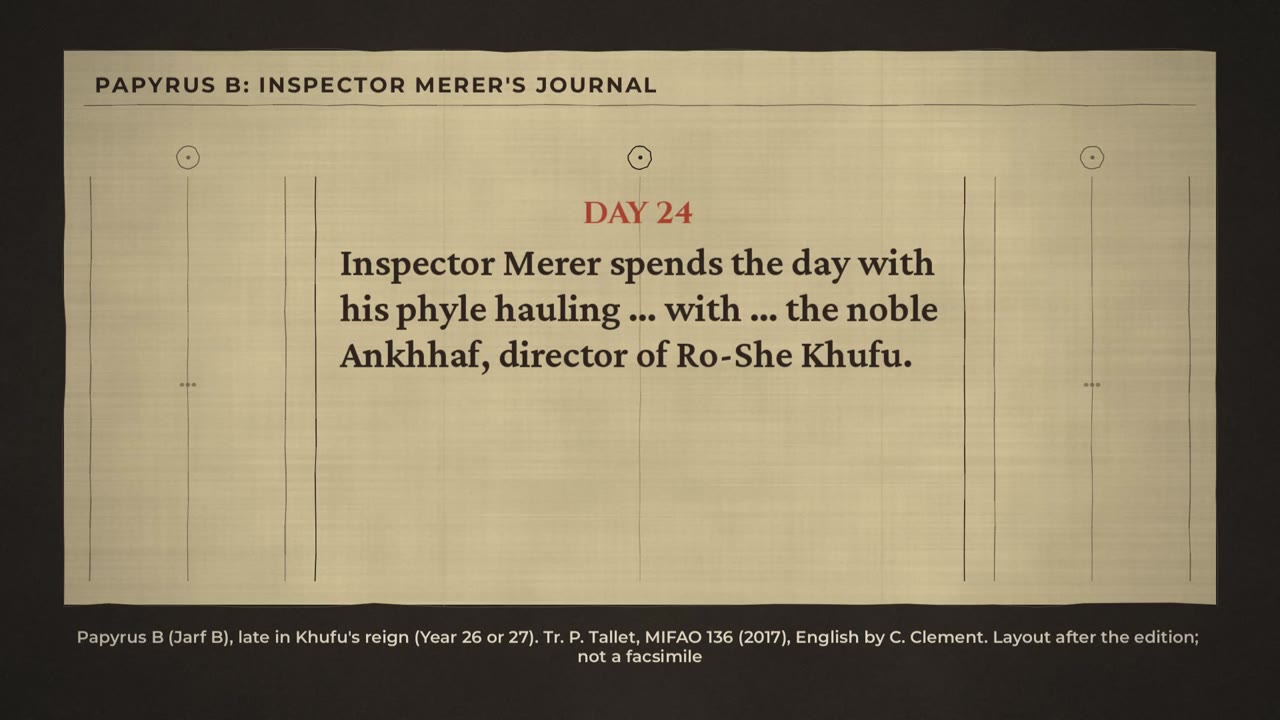 PAPYRUS B: INSPECTOR MERER'S JOURNAL
DAY 24
Inspector Merer spends the day with
his phyle hauling ... with ... the noble
Ankhhaf, director of Ro-She Khufu.
Papyrus B (Jarf B), late in Khufu's reign (Year 26 or 27). Tr. P. Tallet, MIFAO 136 (2017), English by C. Clement. Layout after the edition;
not a facsimile